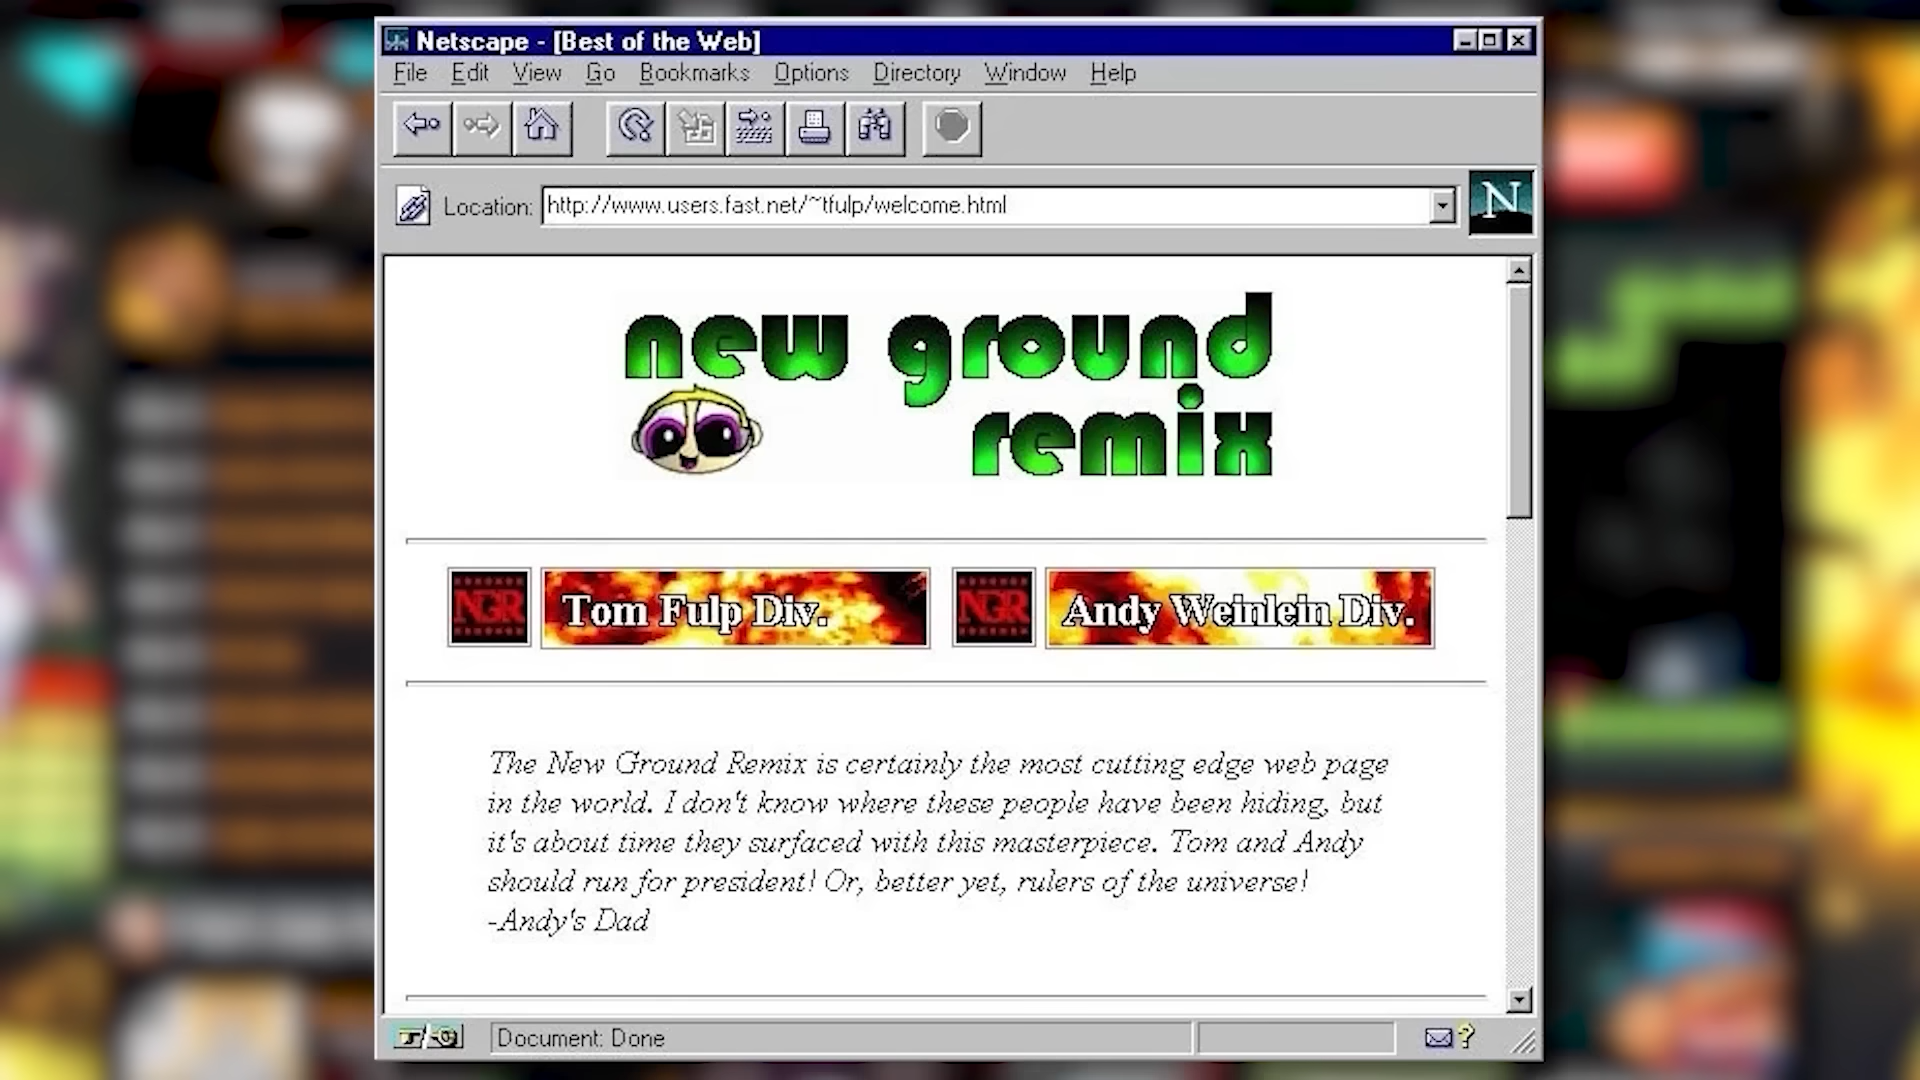 Netscape - [Best of the Web]
File Edit View Go Bookmarks Options Directory Window Help
Location: http://www.users.fast.net/~tfulp/welcome.html
N
new ground
remix
NGR Tom Fulp Div. NGR Andy Weinlein Div.
The New Ground Remix is certainly the most cutting edge web page
in the world. I don't know where these people have been hiding, but
it's about time they surfaced with this masterpiece. Tom and Andy
should run for president! Or, better yet, rulers of the universe!
-Andy's Dad
Document: Done